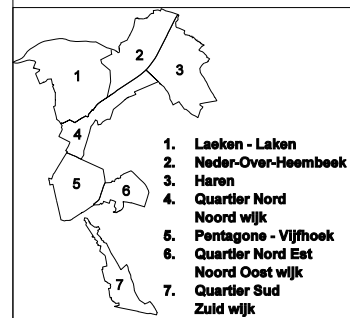 1
2
3
4
5
6
7
1. Laeken - Laken
2. Neder-Over-Heembeek
3. Haren
4. Quartier Nord
Noord wijk
5. Pentagone - Vijfhoek
6. Quartier Nord Est
Noord Oost wijk
7. Quartier Sud
Zuid wijk